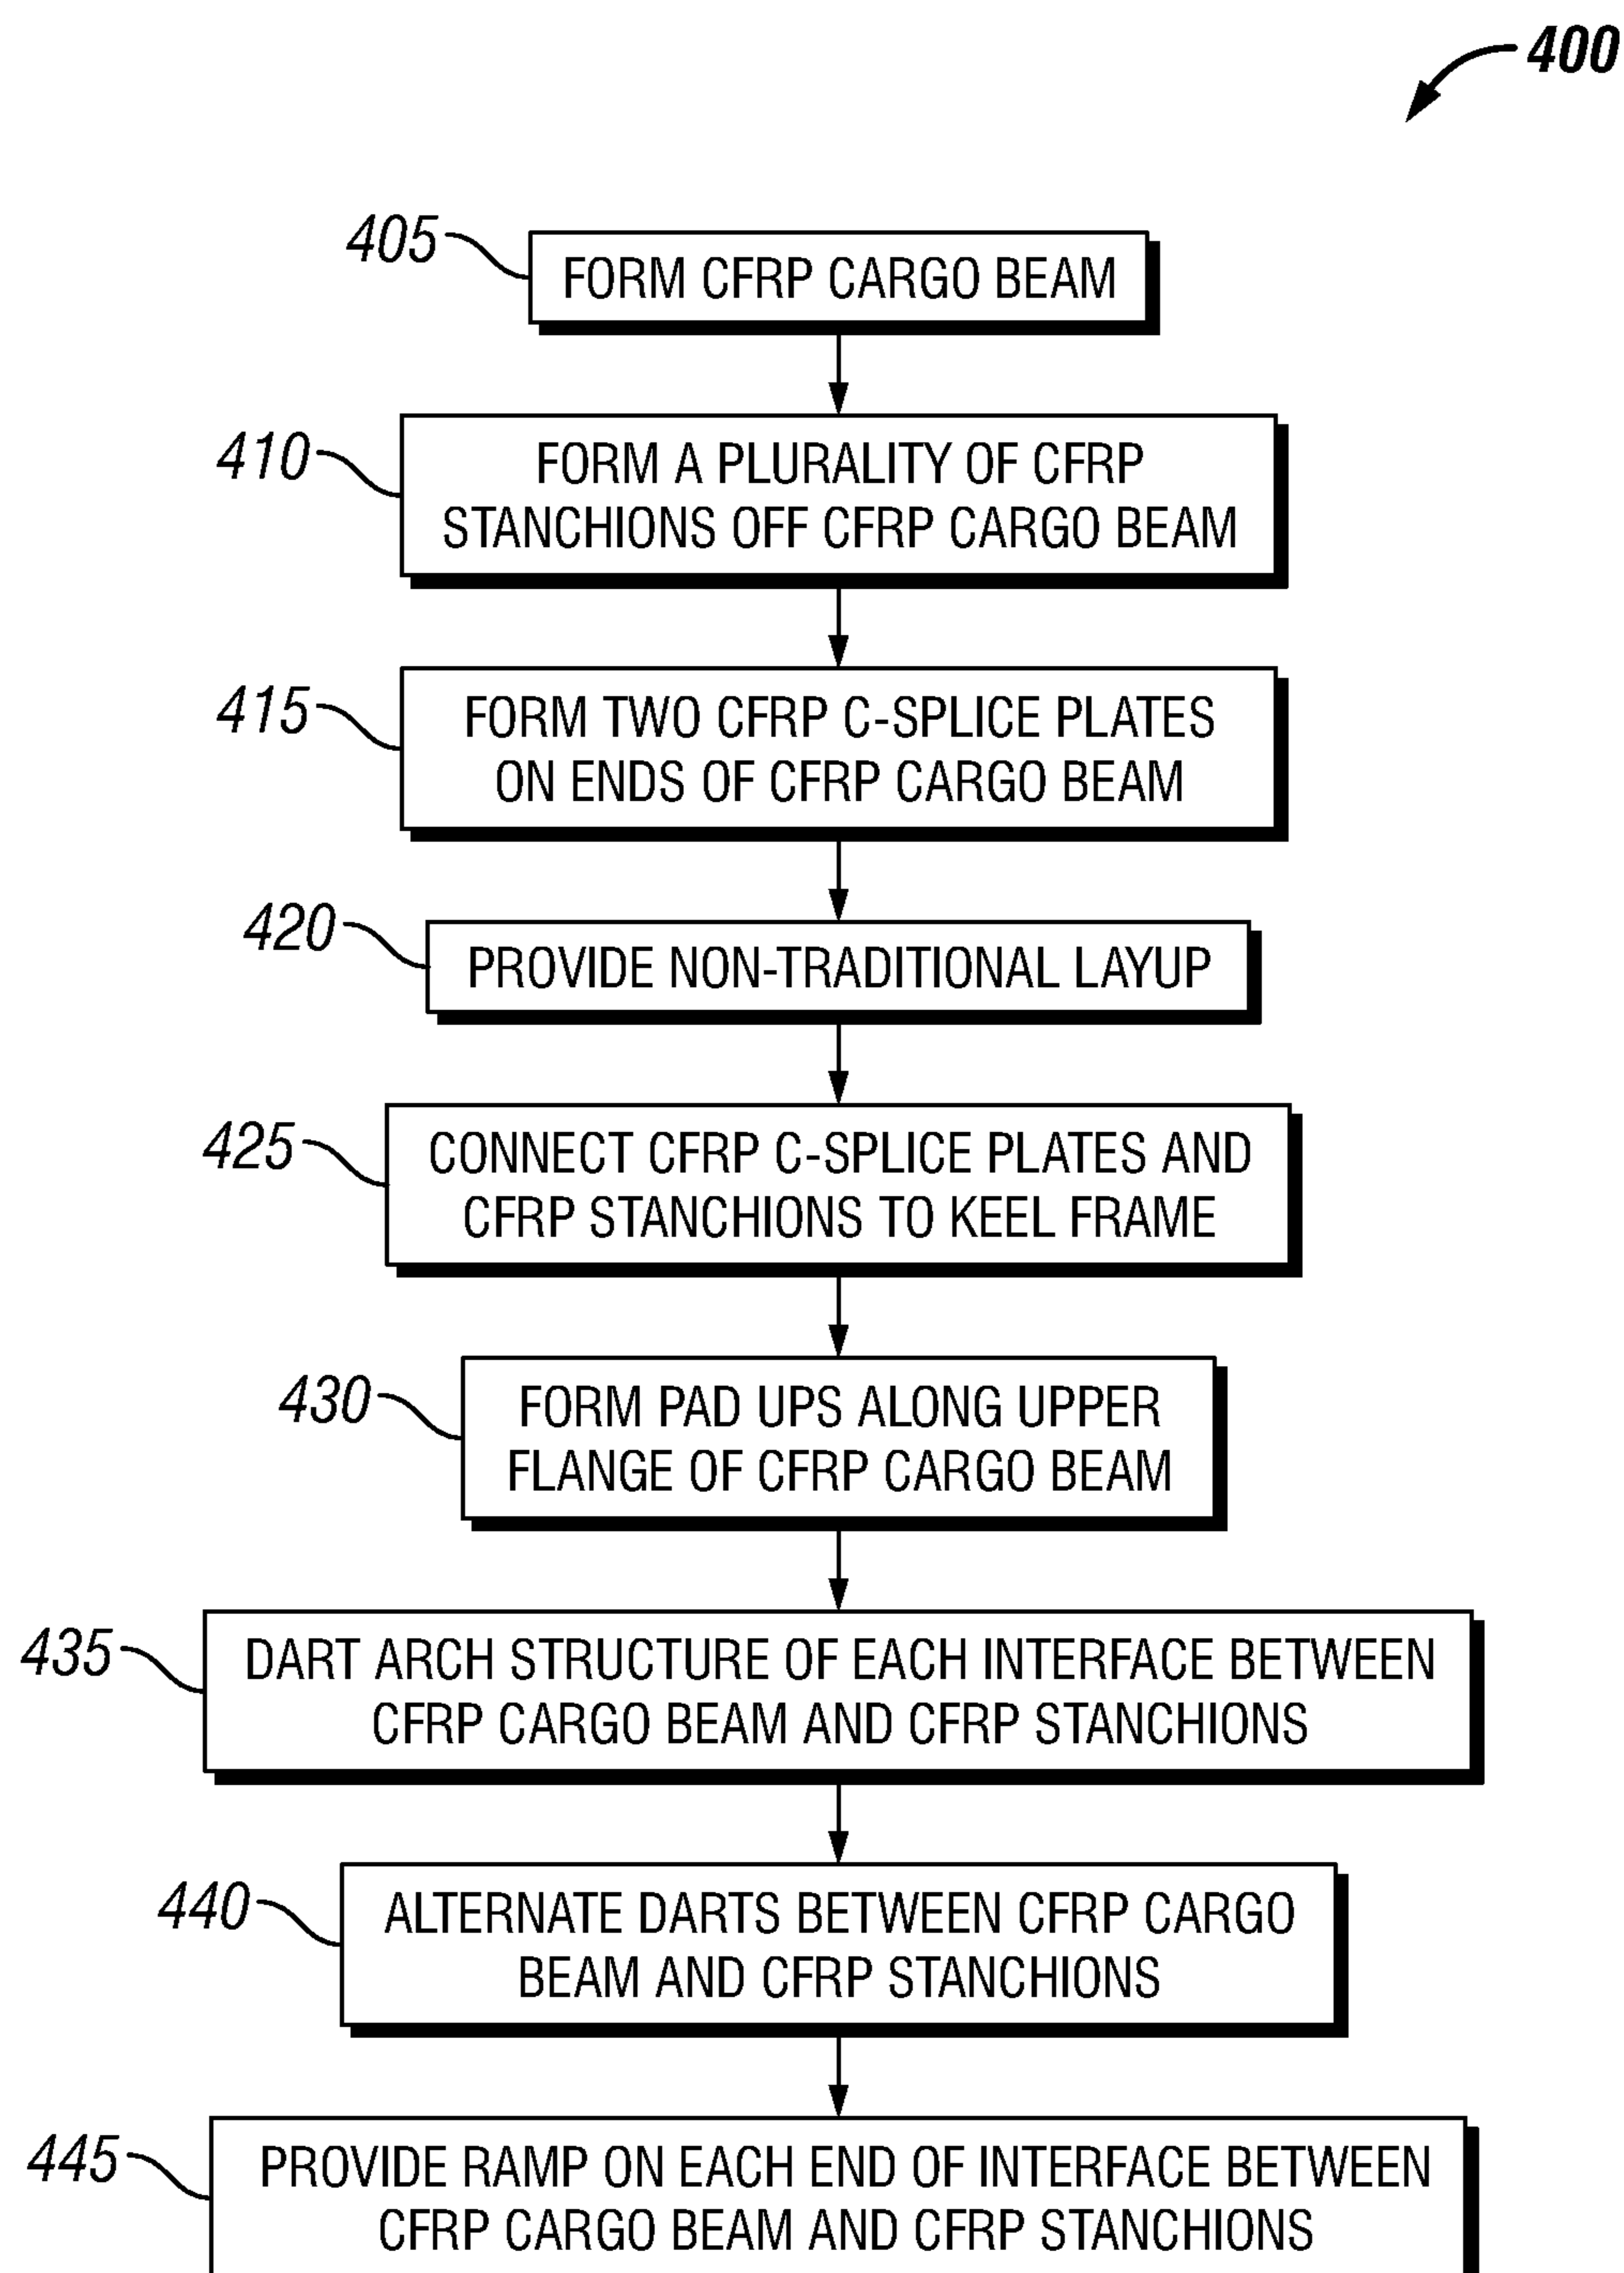 400
405
FORM CFRP CARGO BEAM
410
FORM A PLURALITY OF CFRP
STANCHIONS OFF CFRP CARGO BEAM
415
FORM TWO CFRP C-SPLICE PLATES
ON ENDS OF CFRP CARGO BEAM
420
PROVIDE NON-TRADITIONAL LAYUP
425
CONNECT CFRP C-SPLICE PLATES AND
CFRP STANCHIONS TO KEEL FRAME
430
FORM PAD UPS ALONG UPPER
FLANGE OF CFRP CARGO BEAM
435
DART ARCH STRUCTURE OF EACH INTERFACE BETWEEN
CFRP CARGO BEAM AND CFRP STANCHIONS
440
ALTERNATE DARTS BETWEEN CFRP CARGO
BEAM AND CFRP STANCHIONS
445
PROVIDE RAMP ON EACH END OF INTERFACE BETWEEN
CFRP CARGO BEAM AND CFRP STANCHIONS